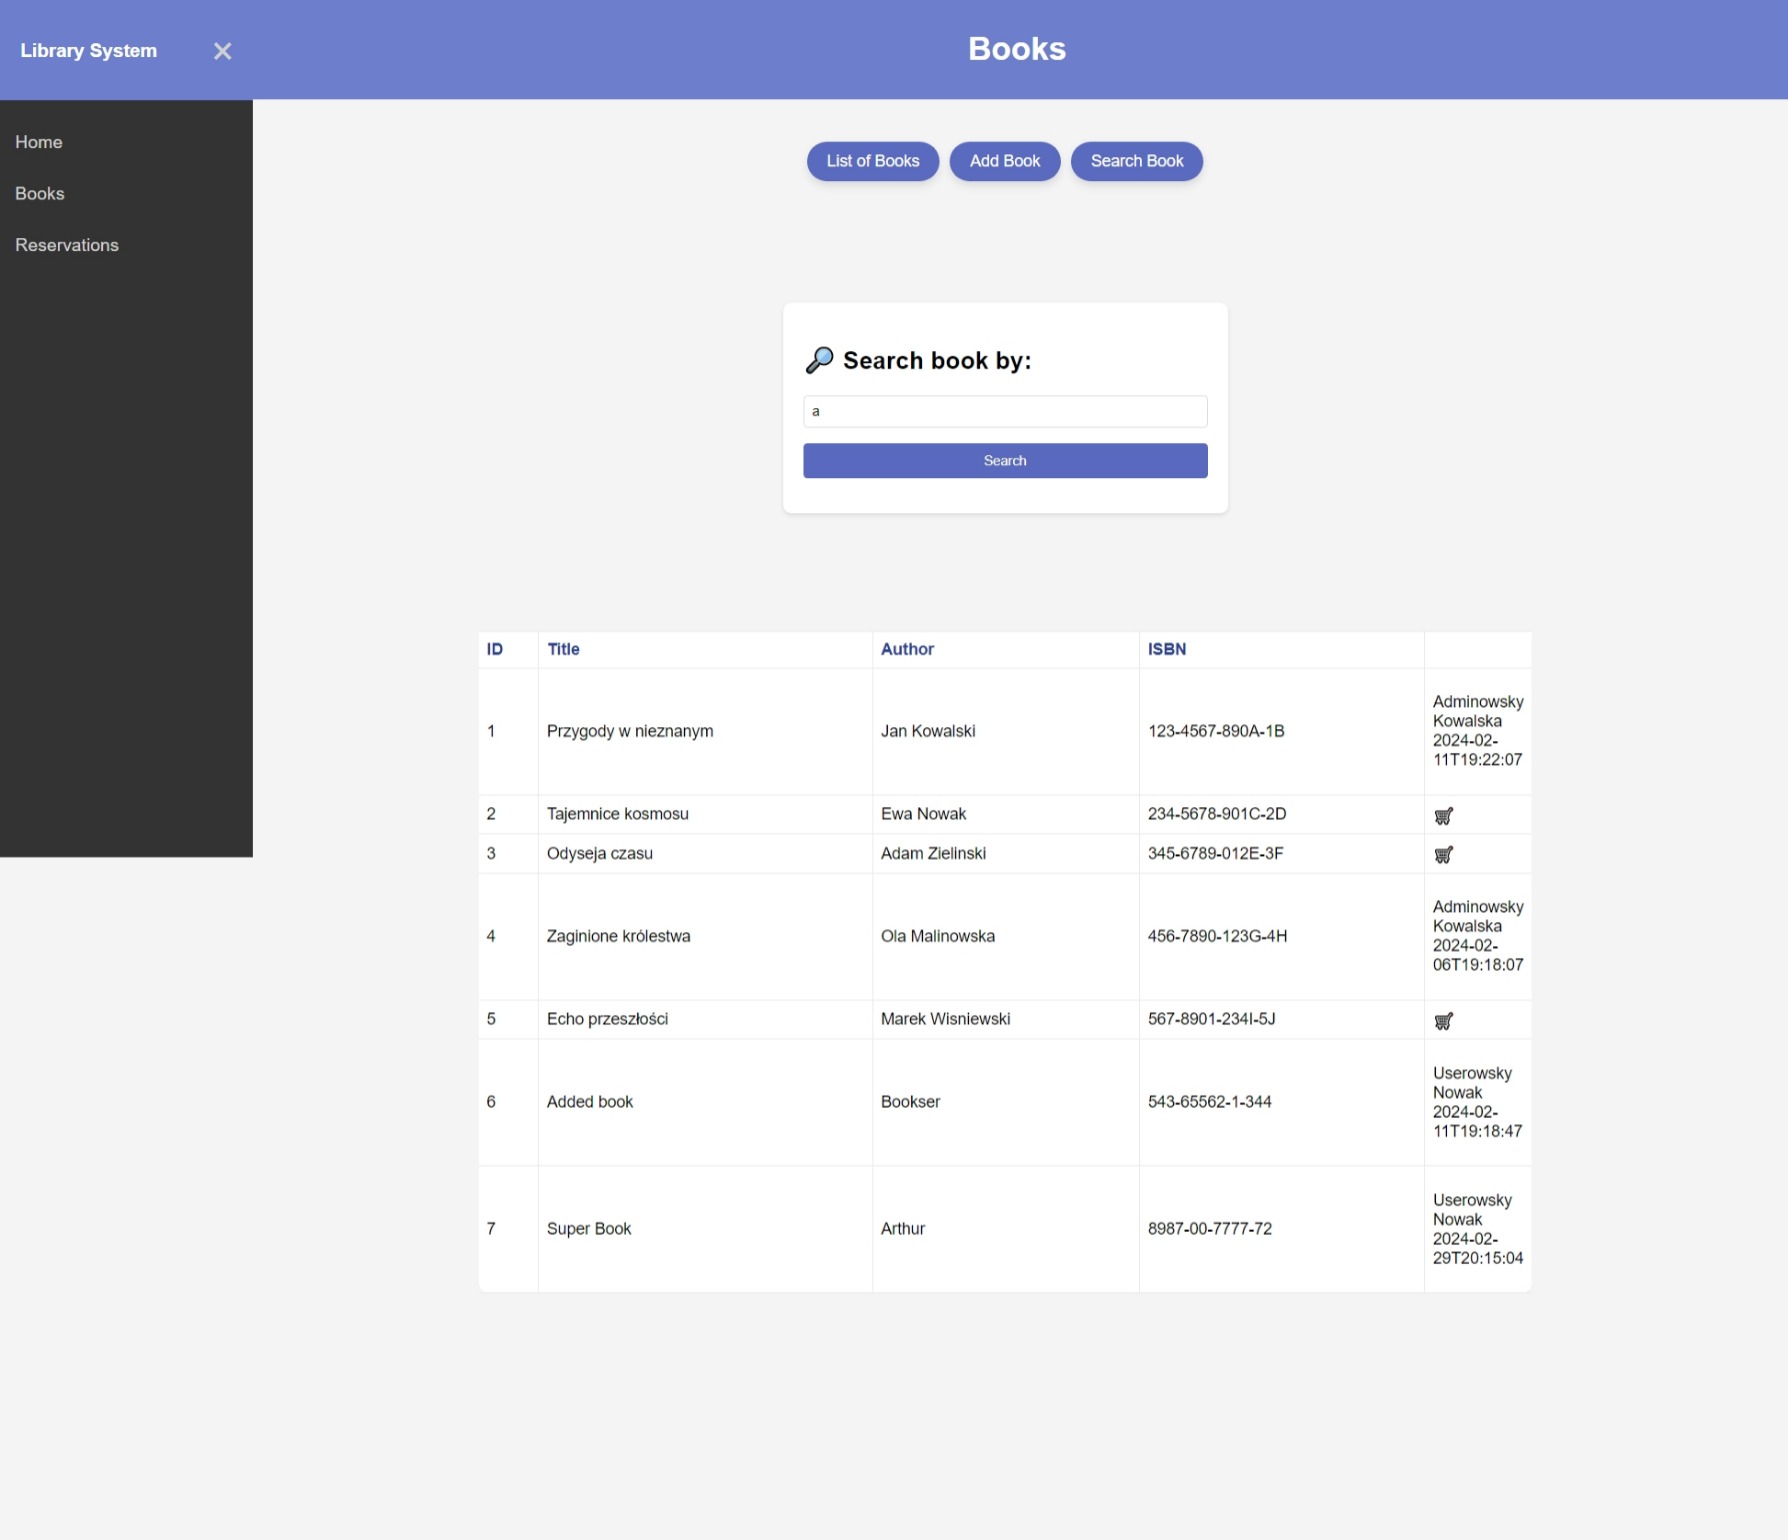 Library System ×
Books
Home
Books
Reservations
List of Books Add Book Search Book
Search book by:
a
Search
ID Title Author ISBN
1 Przygody w nieznanym Jan Kowalski 123-4567-890A-1B Adminowsky
Kowalska
2024-02-
11T19:22:07
2 Tajemnice kosmosu Ewa Nowak 234-5678-901C-2D
3 Odyseja czasu Adam Zielinski 345-6789-012E-3F
4 Zaginione królestwa Ola Malinowska 456-7890-123G-4H Adminowsky
Kowalska
2024-02-
06T19:18:07
5 Echo przeszłości Marek Wisniewski 567-8901-234I-5J
6 Added book Bookser 543-65562-1-344 Userowsky
Nowak
2024-02-
11T19:18:47
7 Super Book Arthur 8987-00-7777-72 Userowsky
Nowak
2024-02-
29T20:15:04